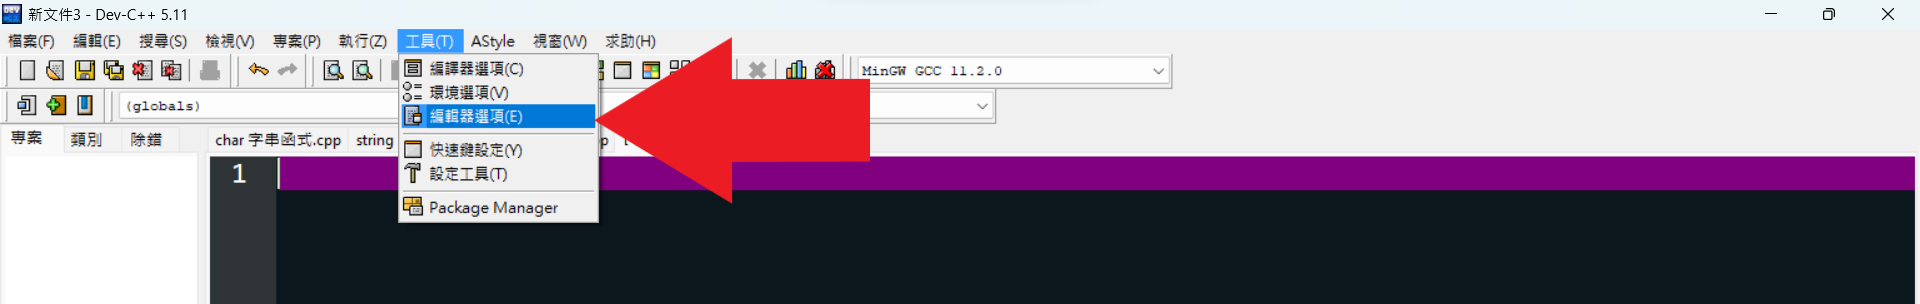 新文件3 - Dev-C++ 5.11
檔案(F) 編輯(E) 搜尋(S) 檢視(V) 專案(P) 執行(Z) 工具(T) AStyle 視窗(W) 求助(H)
MinGW GCC 11.2.0
(globals)
編譯器選項(C)
環境選項(V)
編輯器選項(E)
快速鍵設定(Y)
設定工具(T)
Package Manager
專案 類別 除錯
char 字串函式.cpp string
1